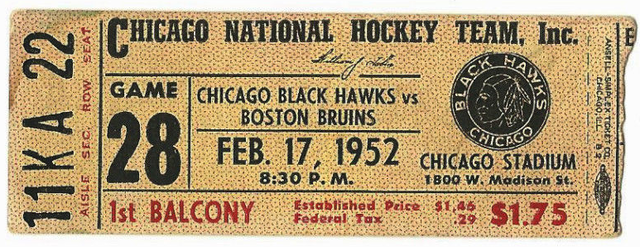 11 K A 22
AISLE SEC. ROW SEAT
CHICAGO NATIONAL HOCKEY TEAM, Inc.
GAME
28
CHICAGO BLACK HAWKS vs
BOSTON BRUINS
FEB. 17, 1952
8:30 P. M.
BLACK HAWKS
CHICAGO
CHICAGO STADIUM
1800 W. Madison St.
1st BALCONY
Established Price $1.46
Federal Tax 29
$1.75